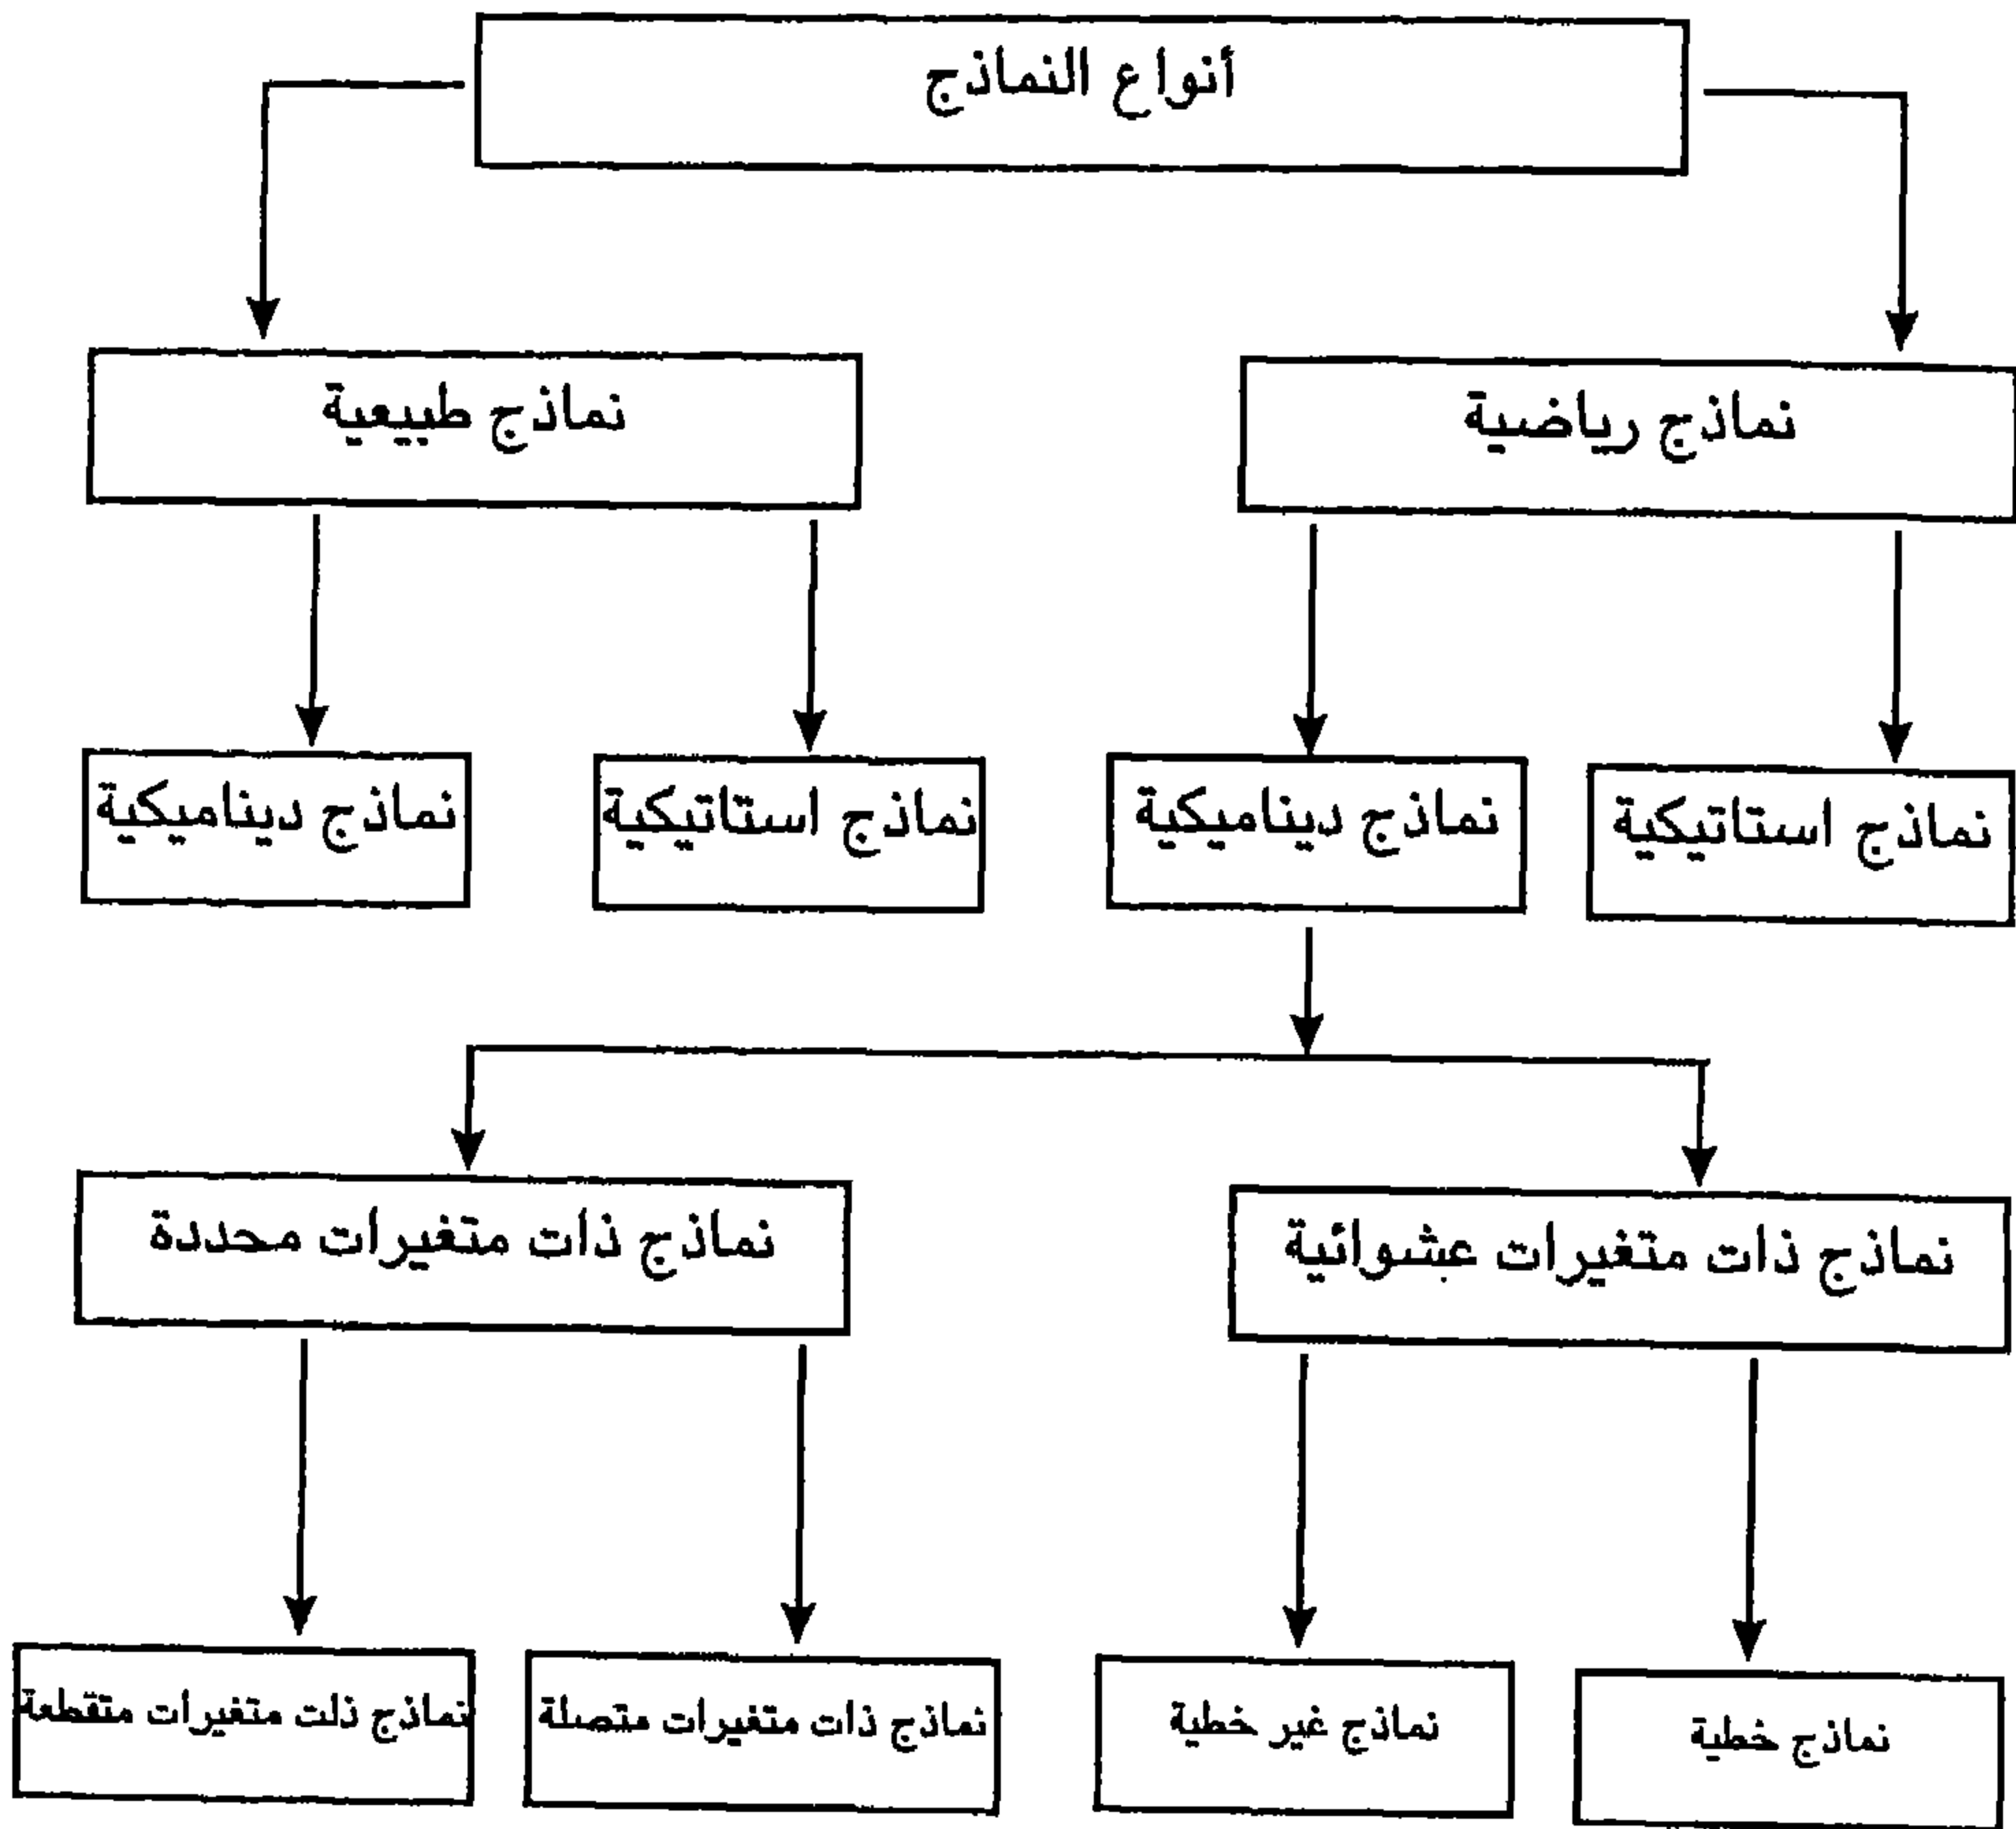 أنواع النماذج
نماذج رياضية
نماذج طبيعية
نماذج استاتيكية
نماذج ديناميكية
نماذج استاتيكية
نماذج ديناميكية
نماذج ذات متغيرات عشوائية
نماذج ذات متغيرات محددة
نماذج خطية
نماذج غير خطية
نماذج ذات متغيرات متصلة
نماذج ذلت متغيرات متقطعة